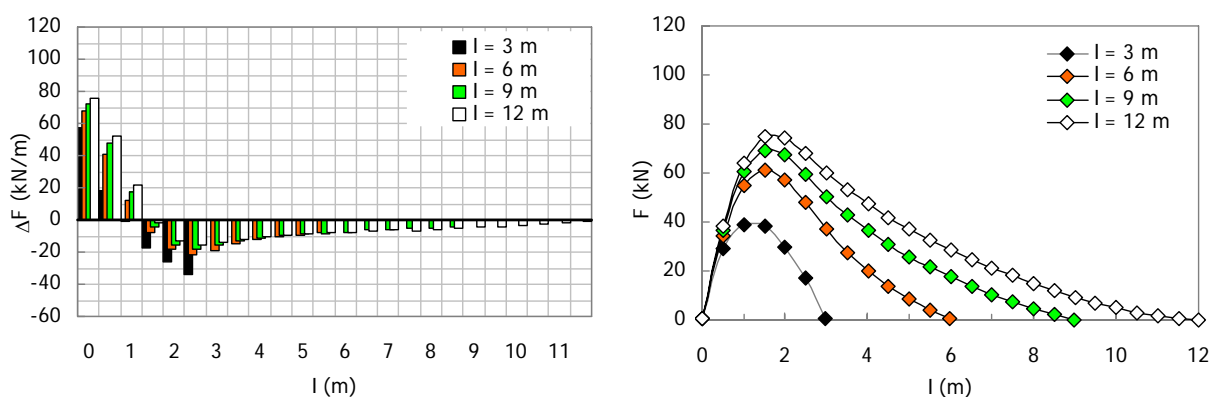 120
100
80
60
40
20
0
-20
-40
-60
ΔF (kN/m)
l = 3 m
l = 6 m
l = 9 m
l = 12 m
0 1 2 3 4 5 6 7 8 9 10 11
l (m)
120
100
80
60
40
20
0
F (kN)
l = 3 m
l = 6 m
l = 9 m
l = 12 m
0 2 4 6 8 10 12
l (m)